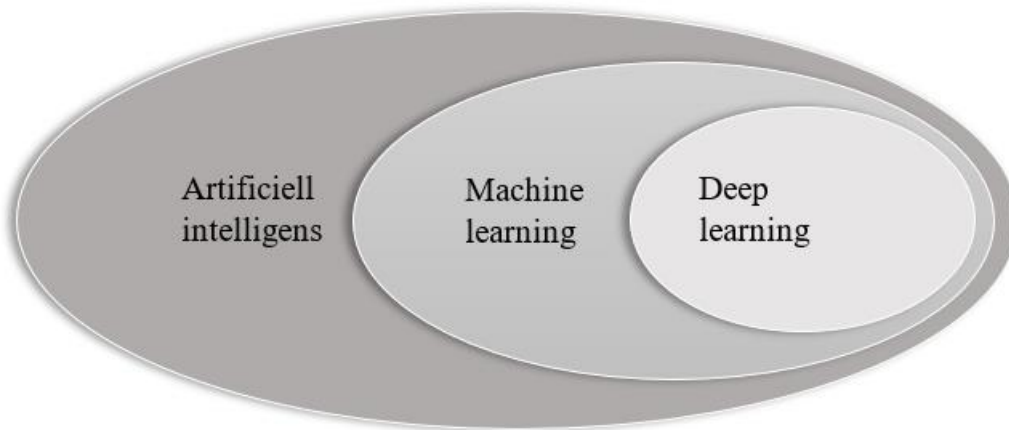 Artificiell
intelligens
Machine
learning
Deep
learning